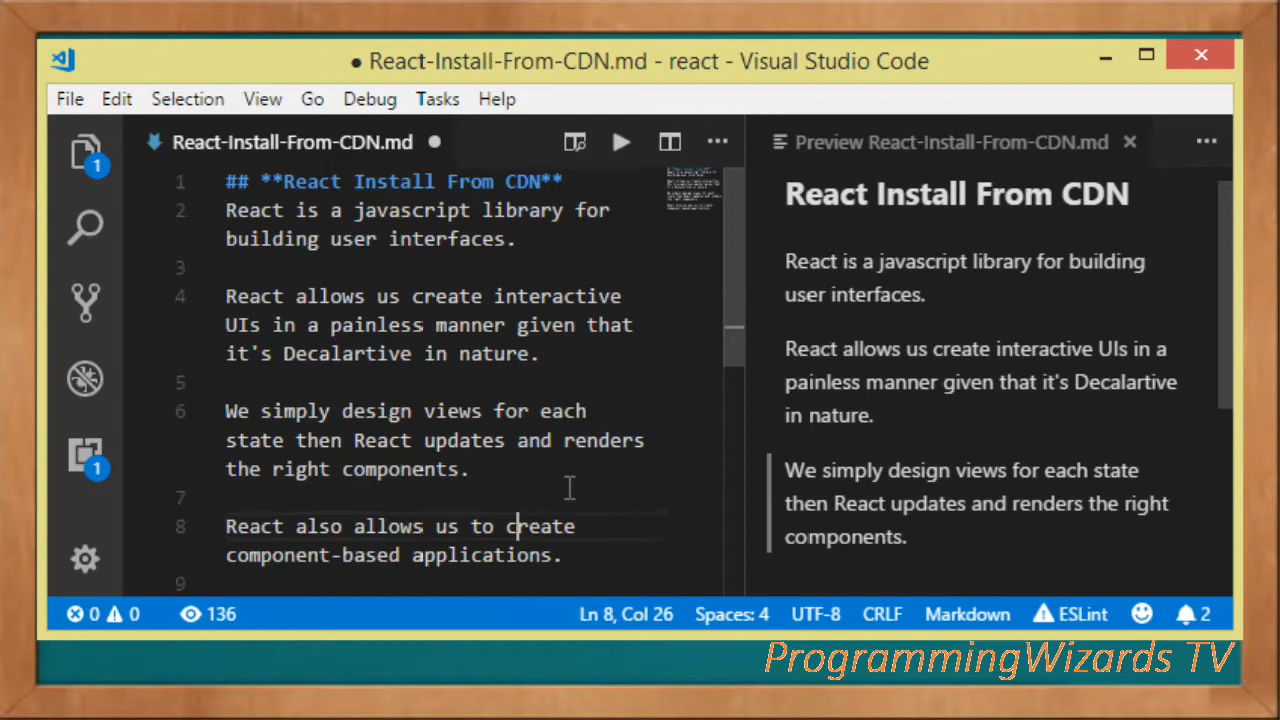 ● React-Install-From-CDN.md - react - Visual Studio Code
File Edit Selection View Go Debug Tasks Help
React-Install-From-CDN.md
Preview React-Install-From-CDN.md
1
1
1 ## **React Install From CDN**
2 React is a javascript library for
building user interfaces.
3
4 React allows us create interactive
UIs in a painless manner given that
it's Decalartive in nature.
5
6 We simply design views for each
state then React updates and renders
the right components.
7
8 React also allows us to create
component-based applications.
9
React Install From CDN
React is a javascript library for building
user interfaces.
React allows us create interactive UIs in a
painless manner given that it's Decalartive
in nature.
We simply design views for each state
then React updates and renders the right
components.
0 0 136 Ln 8, Col 26 Spaces: 4 UTF-8 CRLF Markdown ESLint 2
ProgrammingWizards TV